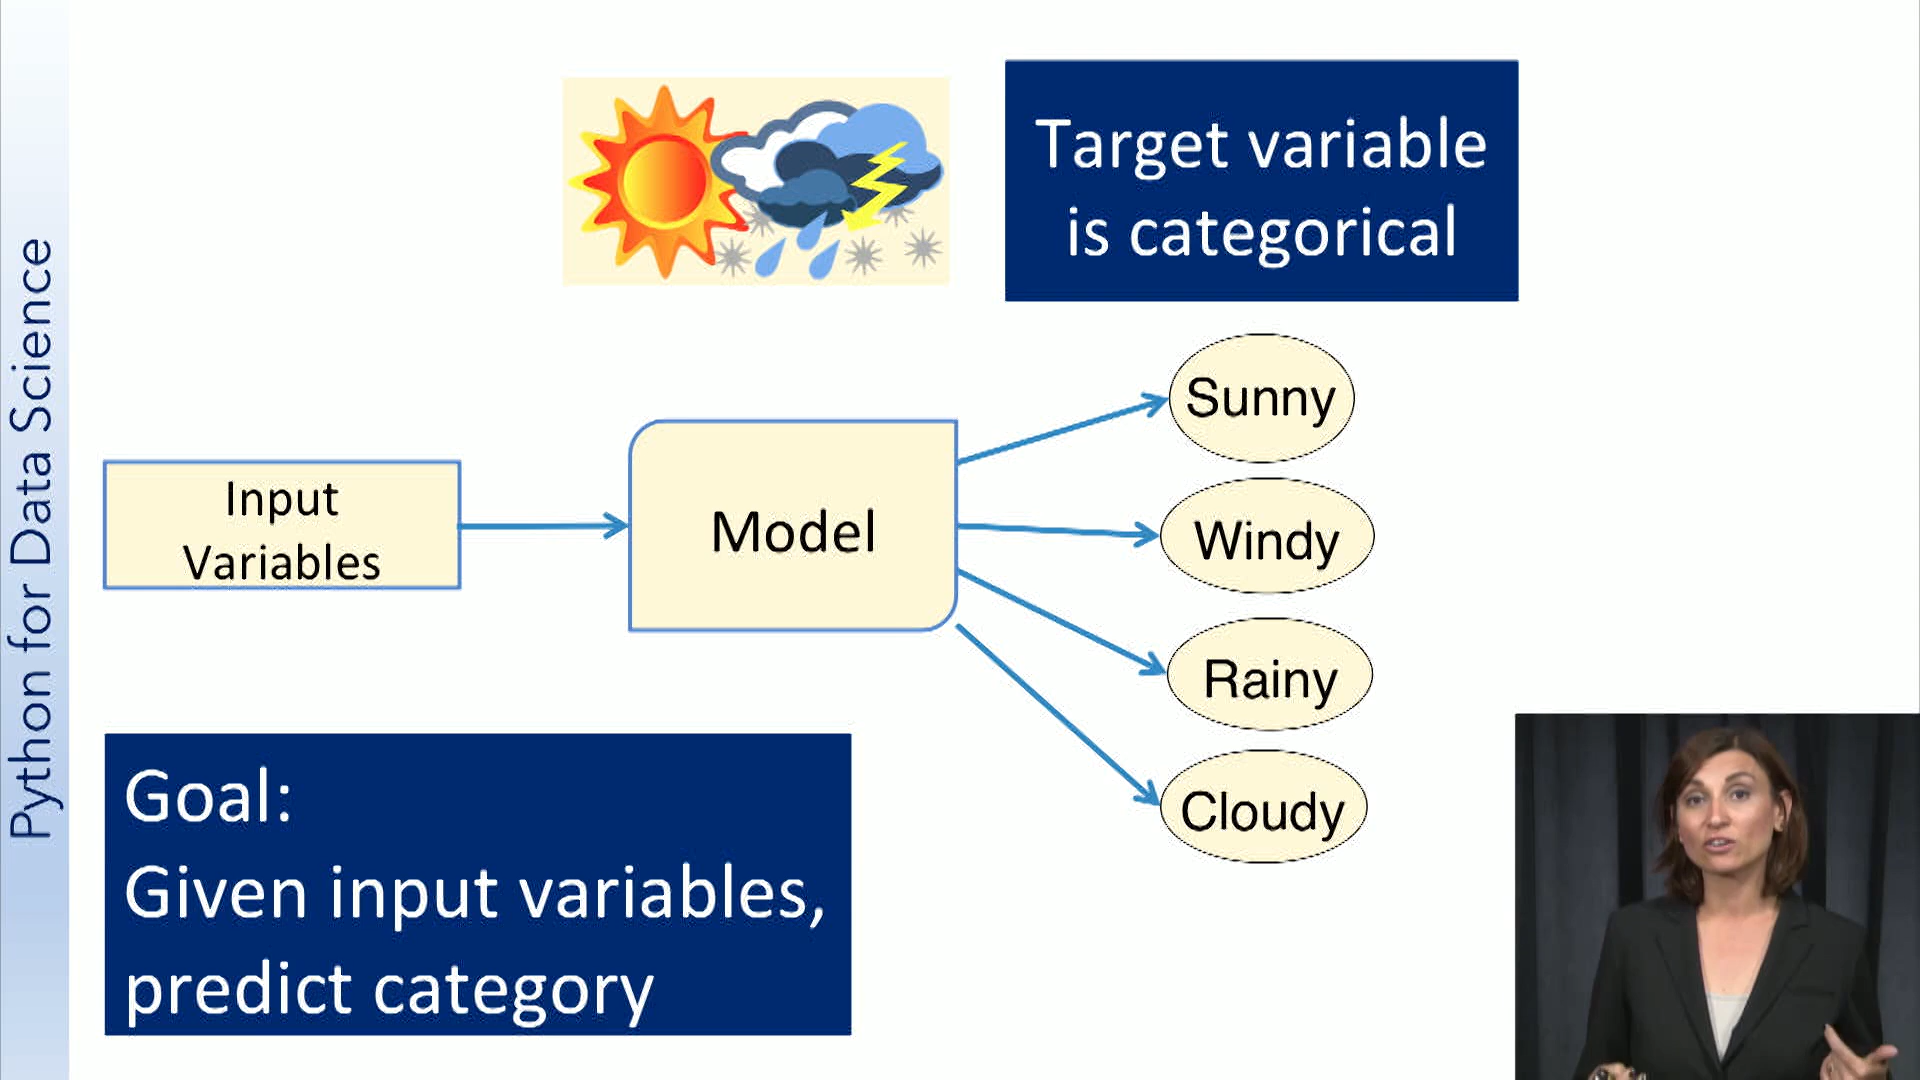 Python for Data Science
Target variable
is categorical
Input
Variables
Model
Sunny
Windy
Rainy
Cloudy
Goal:
Given input variables,
predict category